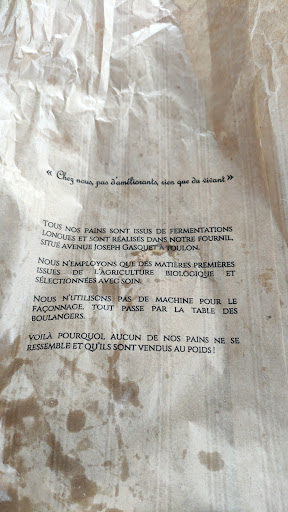 « Chez nous, pas d'améliorants, rien que du vivant »
Tous nos pains sont issus de fermentations
longues et sont réalisés dans notre fournil,
situé avenue Joseph Gasquet à Toulon.
Nous n'employons que des matières premières
issues de l'agriculture biologique et
sélectionnées avec soin.
Nous n'utilisons pas de machine pour le
façonnage, tout passe par la table des
boulangers.
Voilà pourquoi, aucun de nos pains ne se
ressemble et qu'ils sont vendus au poids !